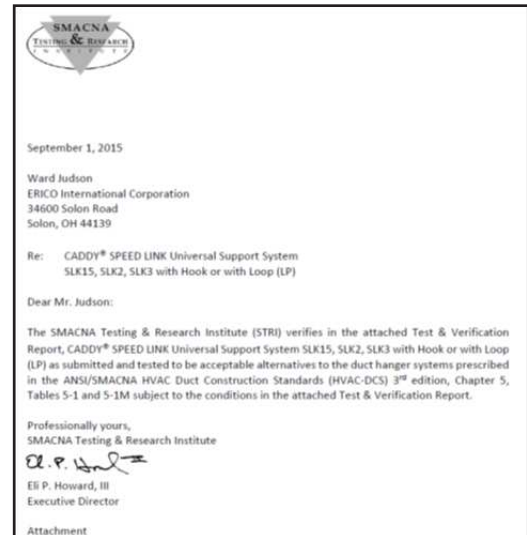 SMACNA
TESTING & RESEARCH
INSTITUTE
September 1, 2015
Ward Judson
ERICO International Corporation
34600 Solon Road
Solon, OH 44139
Re: CADDY® SPEED LINK Universal Support System
SLK15, SLK2, SLK3 with Hook or with Loop (LP)
Dear Mr. Judson:
The SMACNA Testing & Research Institute (STRI) verifies in the attached Test & Verification
Report, CADDY® SPEED LINK Universal Support System SLK15, SLK2, SLK3 with Hook or with Loop
(LP) as submitted and tested to be acceptable alternatives to the duct hanger systems prescribed
in the ANSI/SMACNA HVAC Duct Construction Standards (HVAC-DCS) 3rd edition, Chapter 5,
Tables 5-1 and 5-1M subject to the conditions in the attached Test & Verification Report.
Professionally yours,
SMACNA Testing & Research Institute
Eli P. Howard, III
Executive Director
Attachment